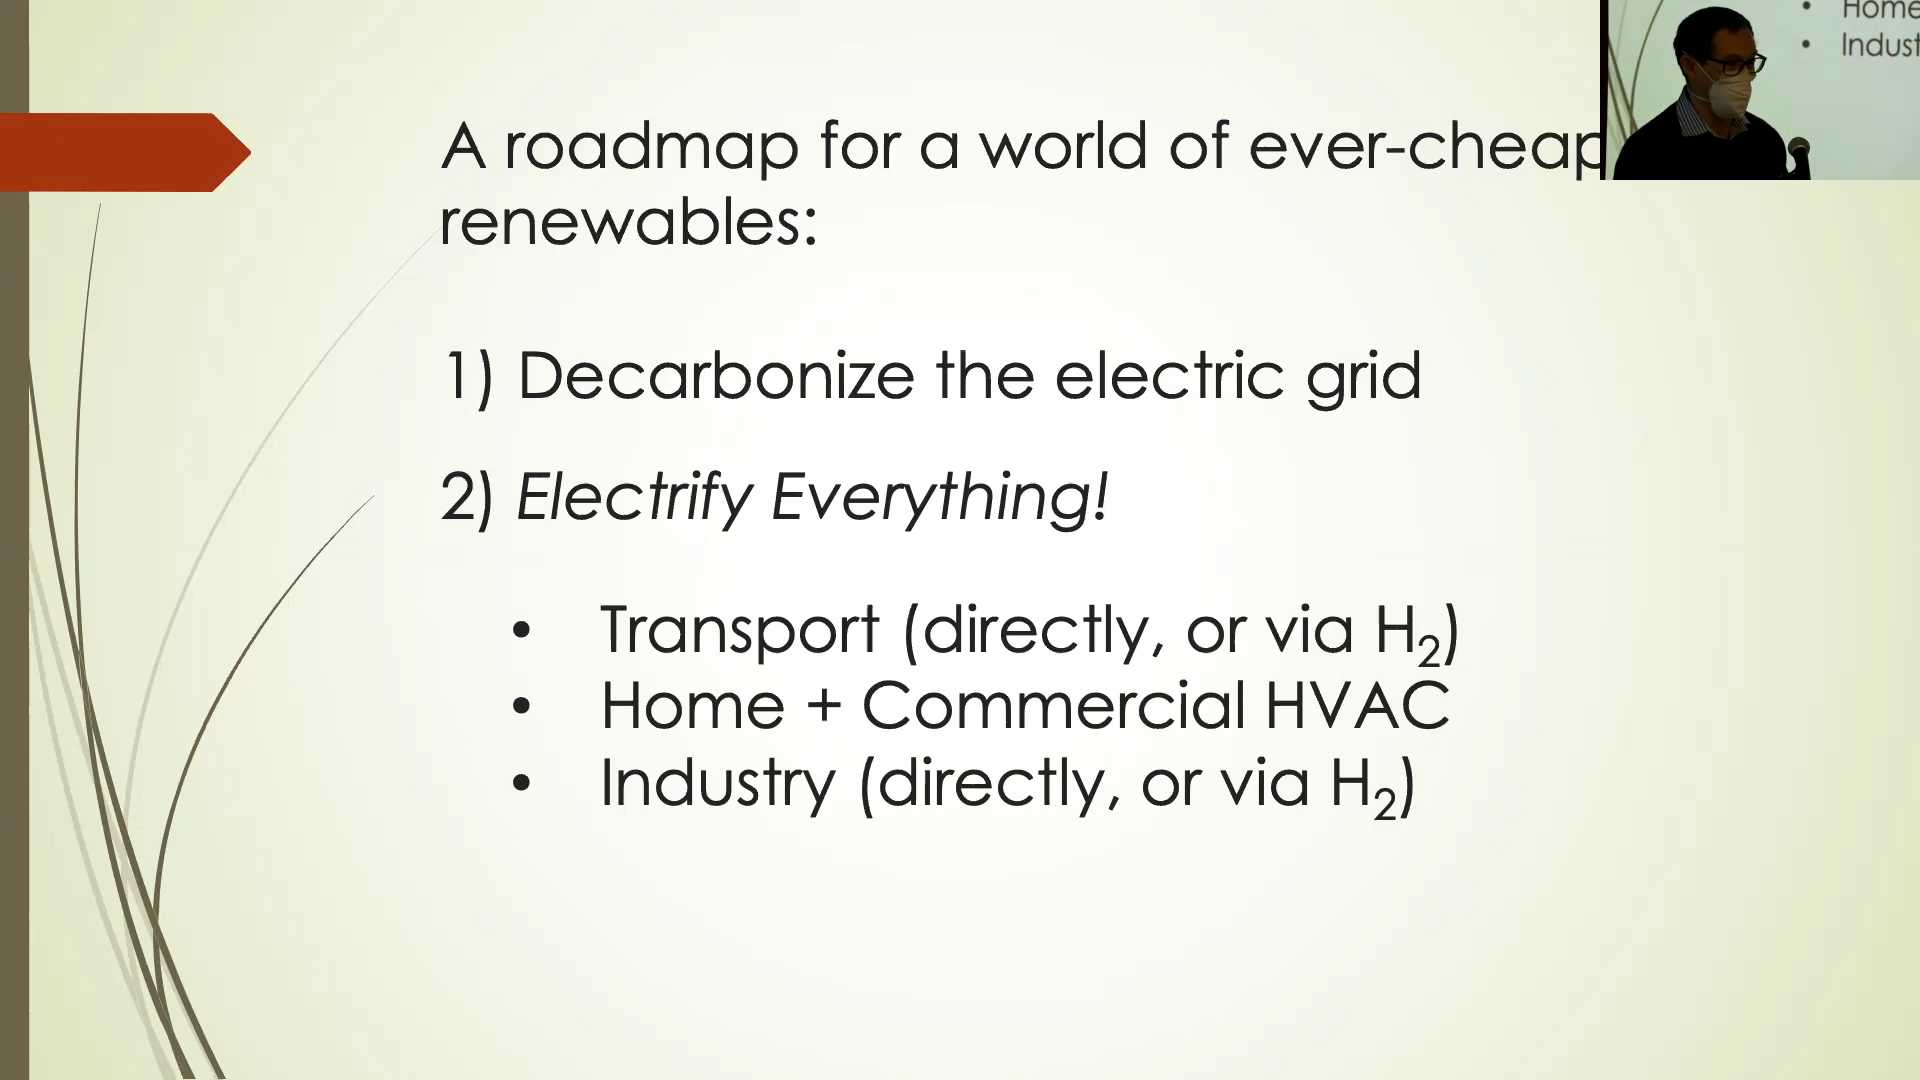 A roadmap for a world of ever-cheap
renewables:
1) Decarbonize the electric grid
2) Electrify Everything!
• Transport (directly, or via H₂)
• Home + Commercial HVAC
• Industry (directly, or via H₂)
• Home
• Indust